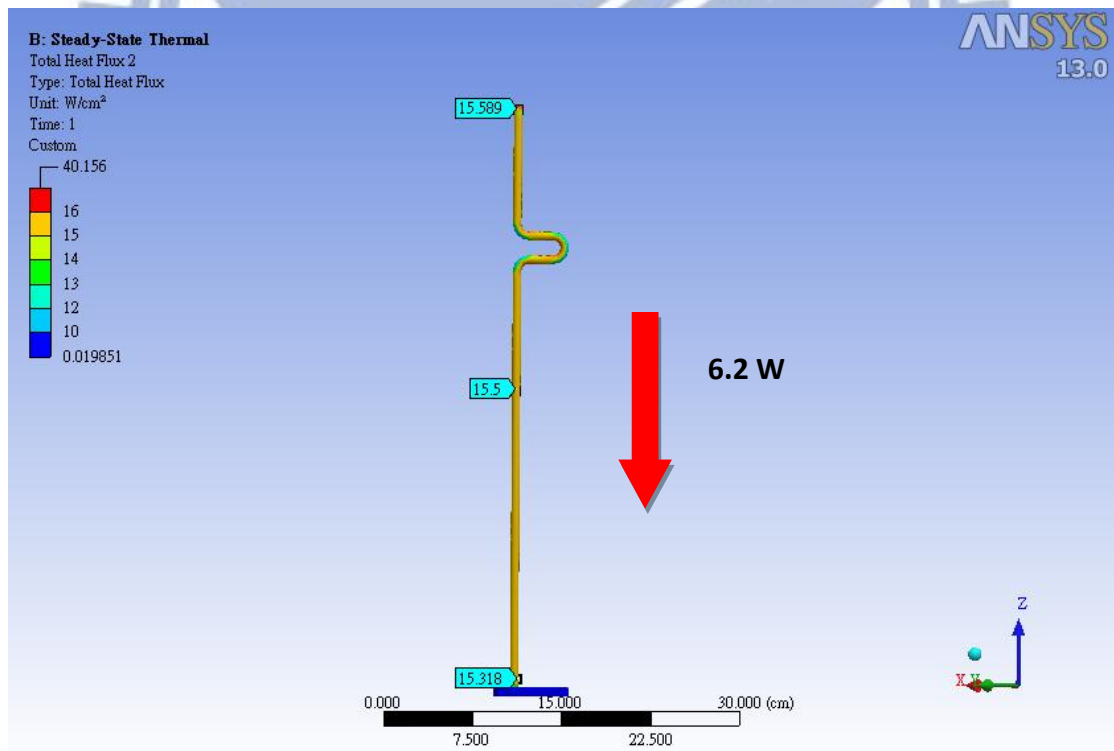 B: Steady-State Thermal
Total Heat Flux 2
Type: Total Heat Flux
Unit: W/cm²
Time: 1
Custom
40.156
16
15
14
13
12
10
0.019851
ANSYS
13.0
15.589
15.5
6.2 W
15.318
0.000 15.000 30.000 (cm)
7.500 22.500
Z
X Y